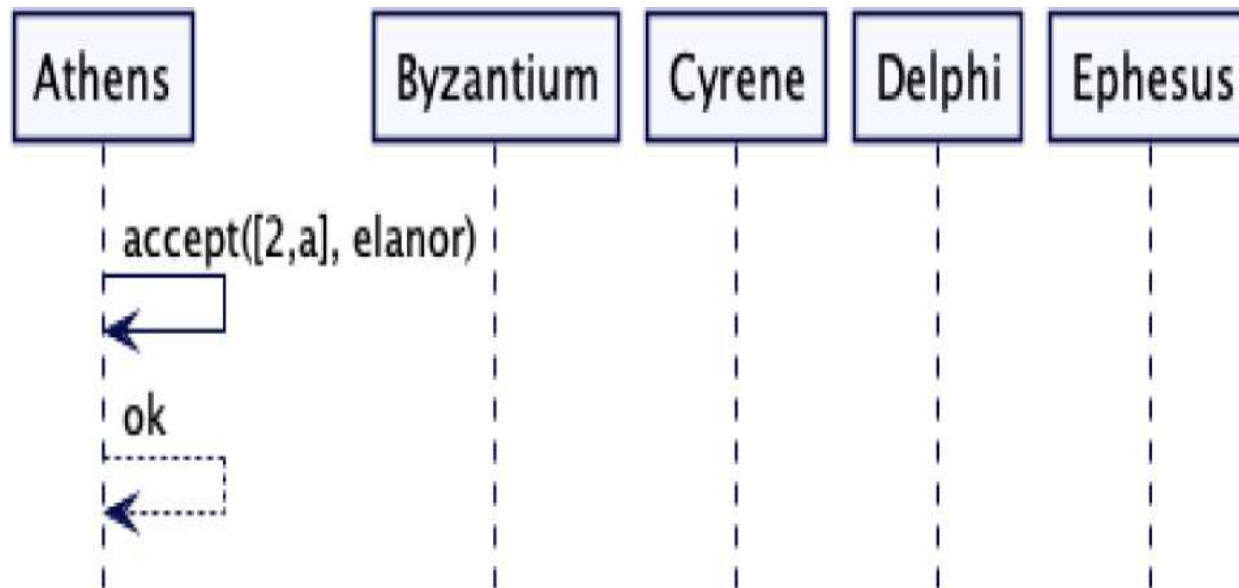 Athens Byzantium Cyrene Delphi Ephesus
accept([2,a], elanor)
ok